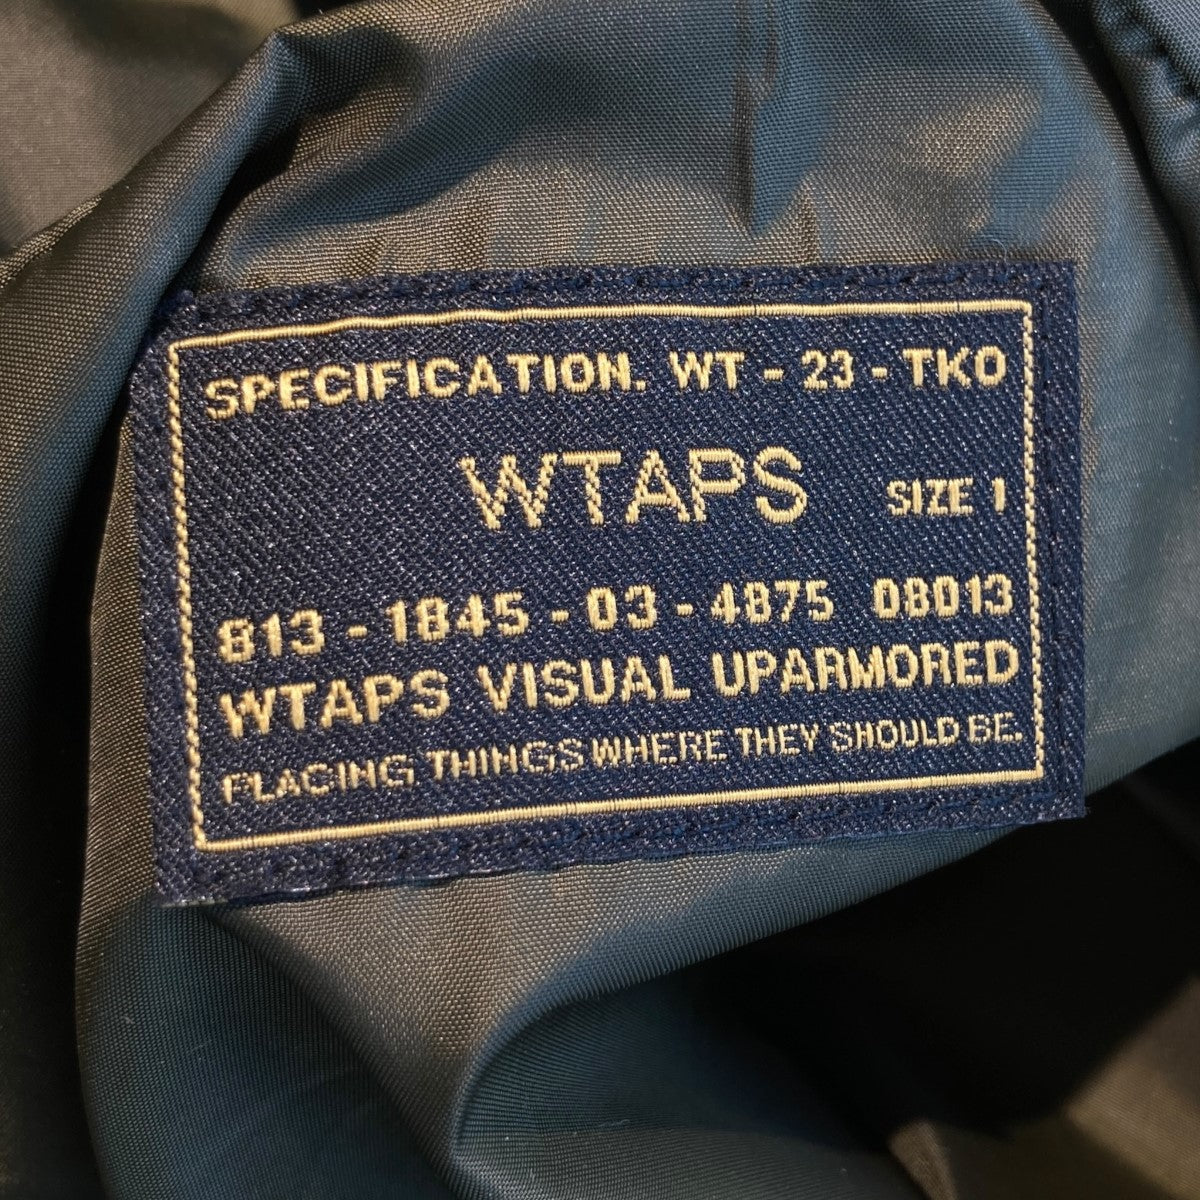 SPECIFICATION. WT - 23 - TKO
WTAPS SIZE 1
813 - 1845 - 03 - 4875 08013
WTAPS VISUAL UPARMORED
PLACING THINGS WHERE THEY SHOULD BE.